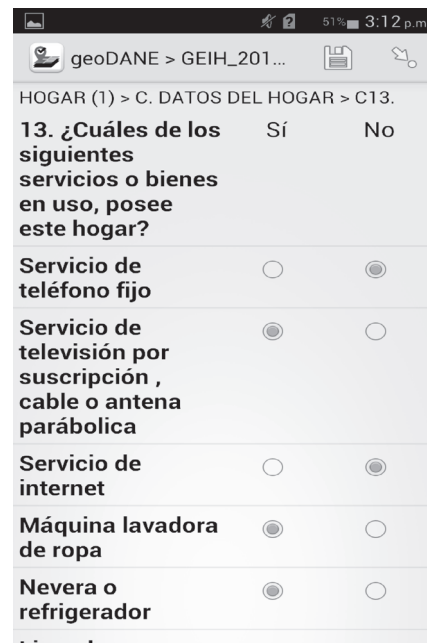 51% 3:12 p.m
geoDANE > GEIH_201...
HOGAR (1) > C. DATOS DEL HOGAR > C13.
13. ¿Cuáles de los Sí No
siguientes
servicios o bienes
en uso, posee
este hogar?
Servicio de
teléfono fijo
Servicio de
televisión por
suscripción ,
cable o antena
parábolica
Servicio de
internet
Máquina lavadora
de ropa
Nevera o
refrigerador